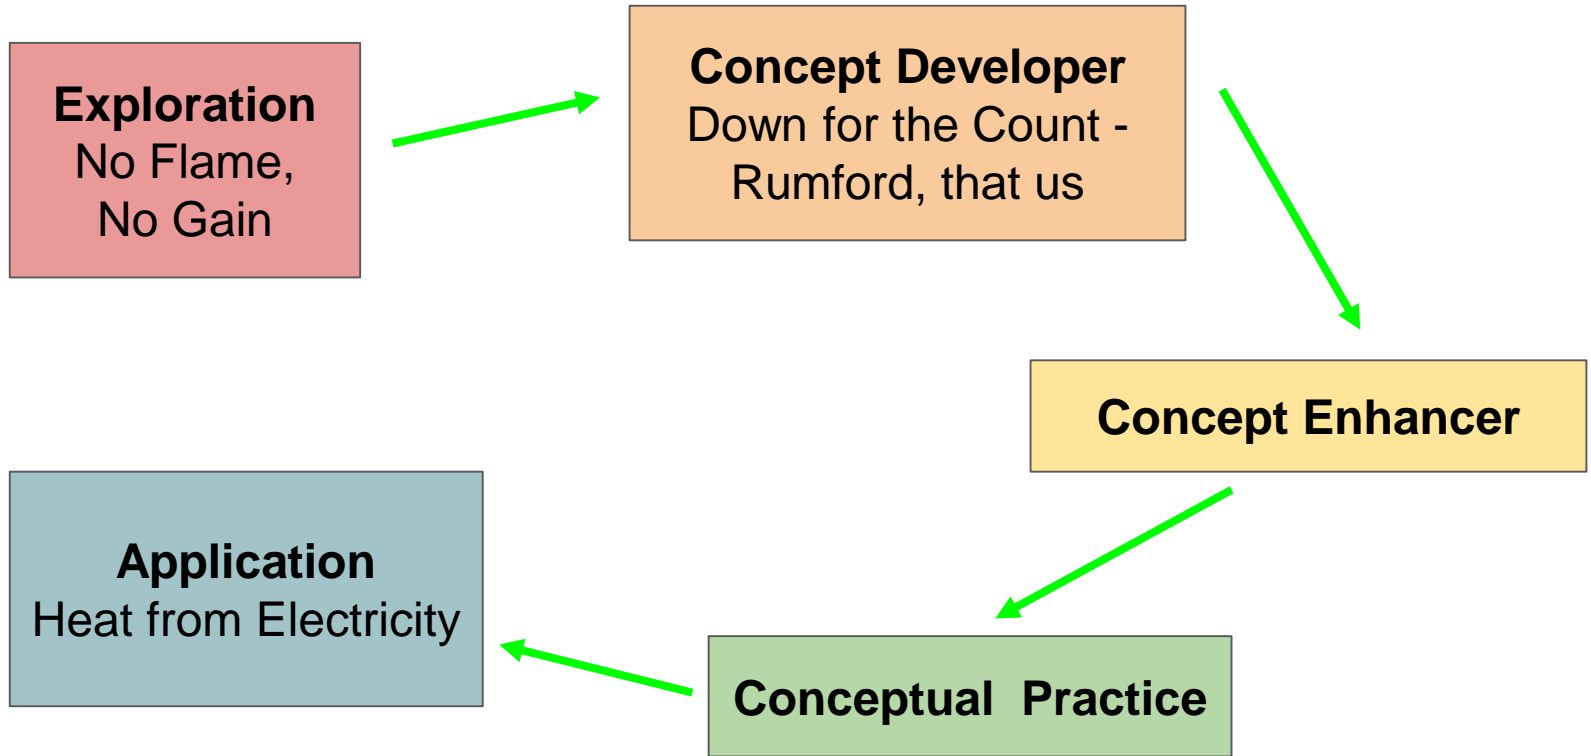 Exploration
No Flame,
No Gain
Concept Developer
Down for the Count -
Rumford, that us
Concept Enhancer
Conceptual  Practice
Application
Heat from Electricity